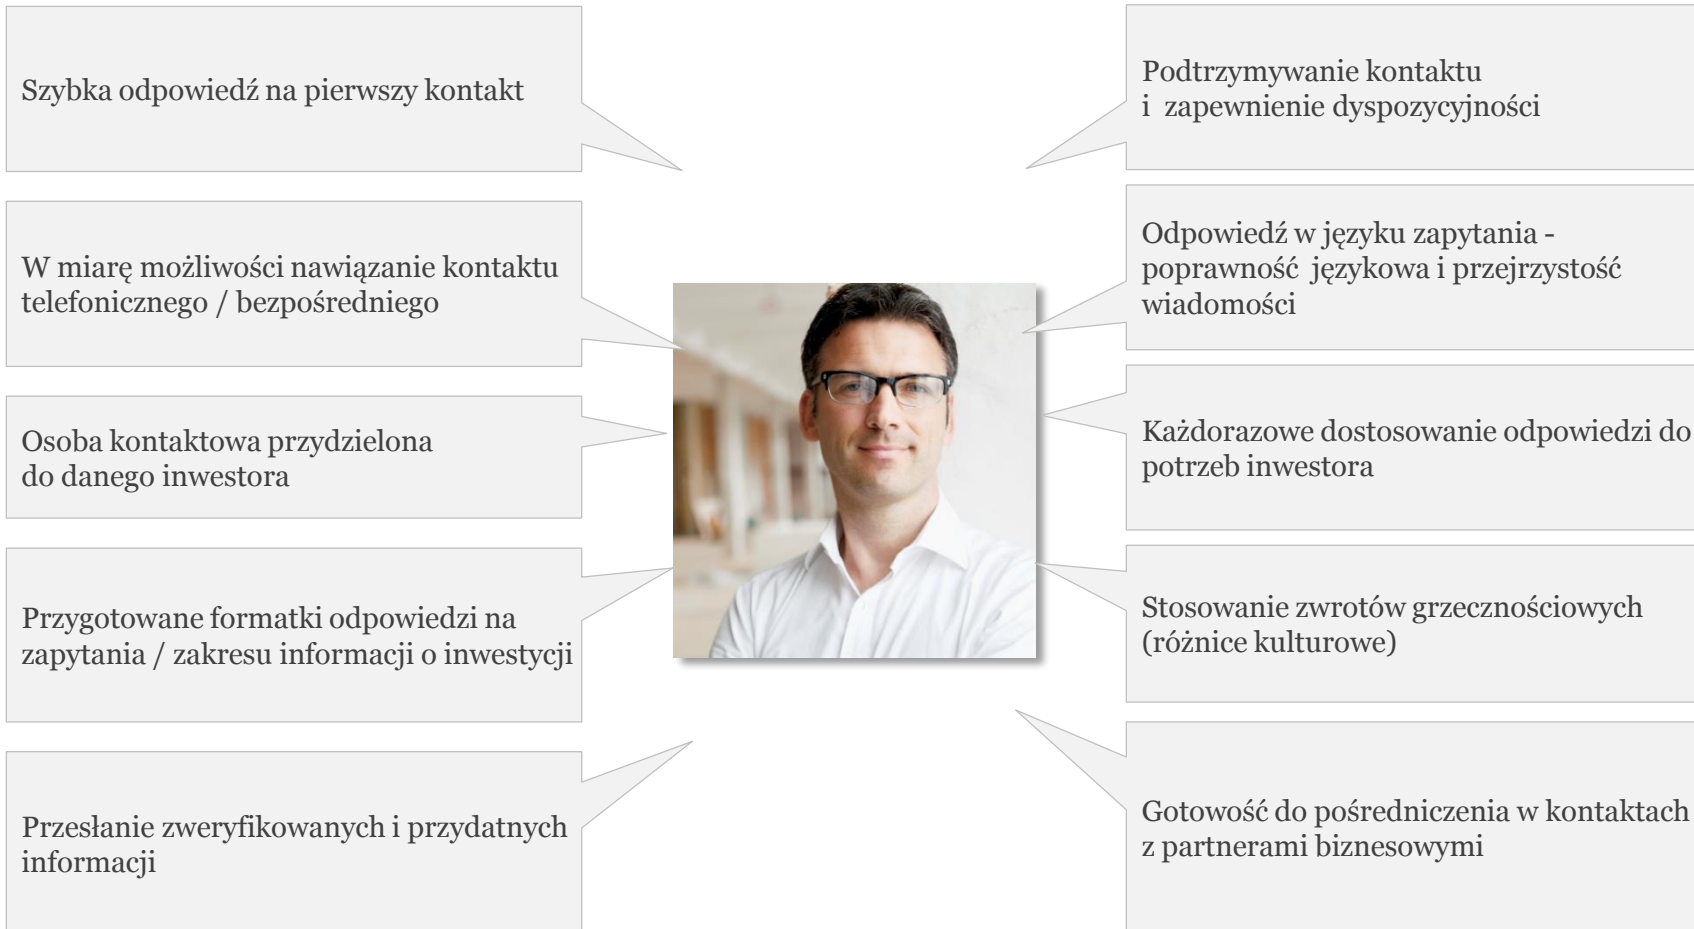 Szybka odpowiedź na pierwszy kontakt
W miarę możliwości nawiązanie kontaktu
telefonicznego / bezpośredniego
Osoba kontaktowa przydzielona
do danego inwestora
Przygotowane formatki odpowiedzi na
zapytania / zakresu informacji o inwestycji
Przesłanie zweryfikowanych i przydatnych
informacji
Podtrzymywanie kontaktu
i  zapewnienie dyspozycyjności
Odpowiedź w języku zapytania -
poprawność  językowa i przejrzystość
wiadomości
Każdorazowe dostosowanie odpowiedzi do
potrzeb inwestora
Stosowanie zwrotów grzecznościowych
(różnice kulturowe)
Gotowość do pośredniczenia w kontaktach
z partnerami biznesowymi